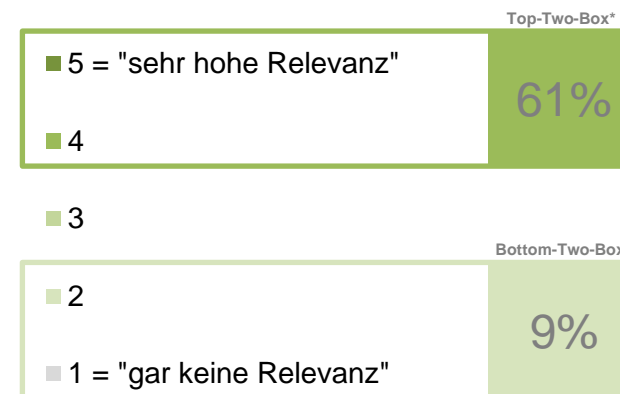 Top-Two-Box*
5 = "sehr hohe Relevanz"
61%
4
3
Bottom-Two-Box
2
9%
1 = "gar keine Relevanz"